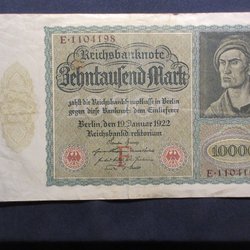 E·1104198
Reichsbanknote
Zehntausend Mark
zahlt die Reichsbankhauptkasse in Berlin
gegen diese Banknote dem Einlieferer
Berlin, den 19. Januar 1922
Reichsbankdirektorium
10000
E·11041